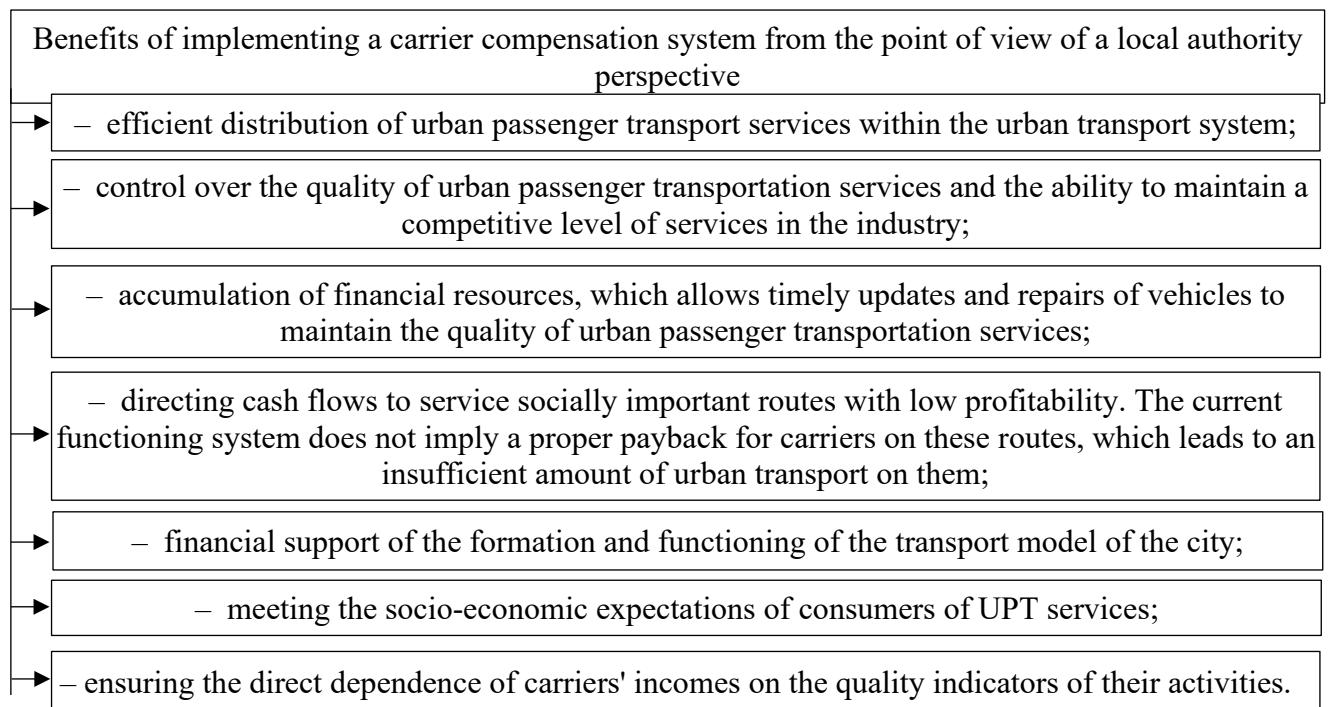 Benefits of implementing a carrier compensation system from the point of view of a local authority
perspective
– efficient distribution of urban passenger transport services within the urban transport system;
– control over the quality of urban passenger transportation services and the ability to maintain a
competitive level of services in the industry;
– accumulation of financial resources, which allows timely updates and repairs of vehicles to
maintain the quality of urban passenger transportation services;
– directing cash flows to service socially important routes with low profitability. The current
functioning system does not imply a proper payback for carriers on these routes, which leads to an
insufficient amount of urban transport on them;
– financial support of the formation and functioning of the transport model of the city;
– meeting the socio-economic expectations of consumers of UPT services;
– ensuring the direct dependence of carriers' incomes on the quality indicators of their activities.